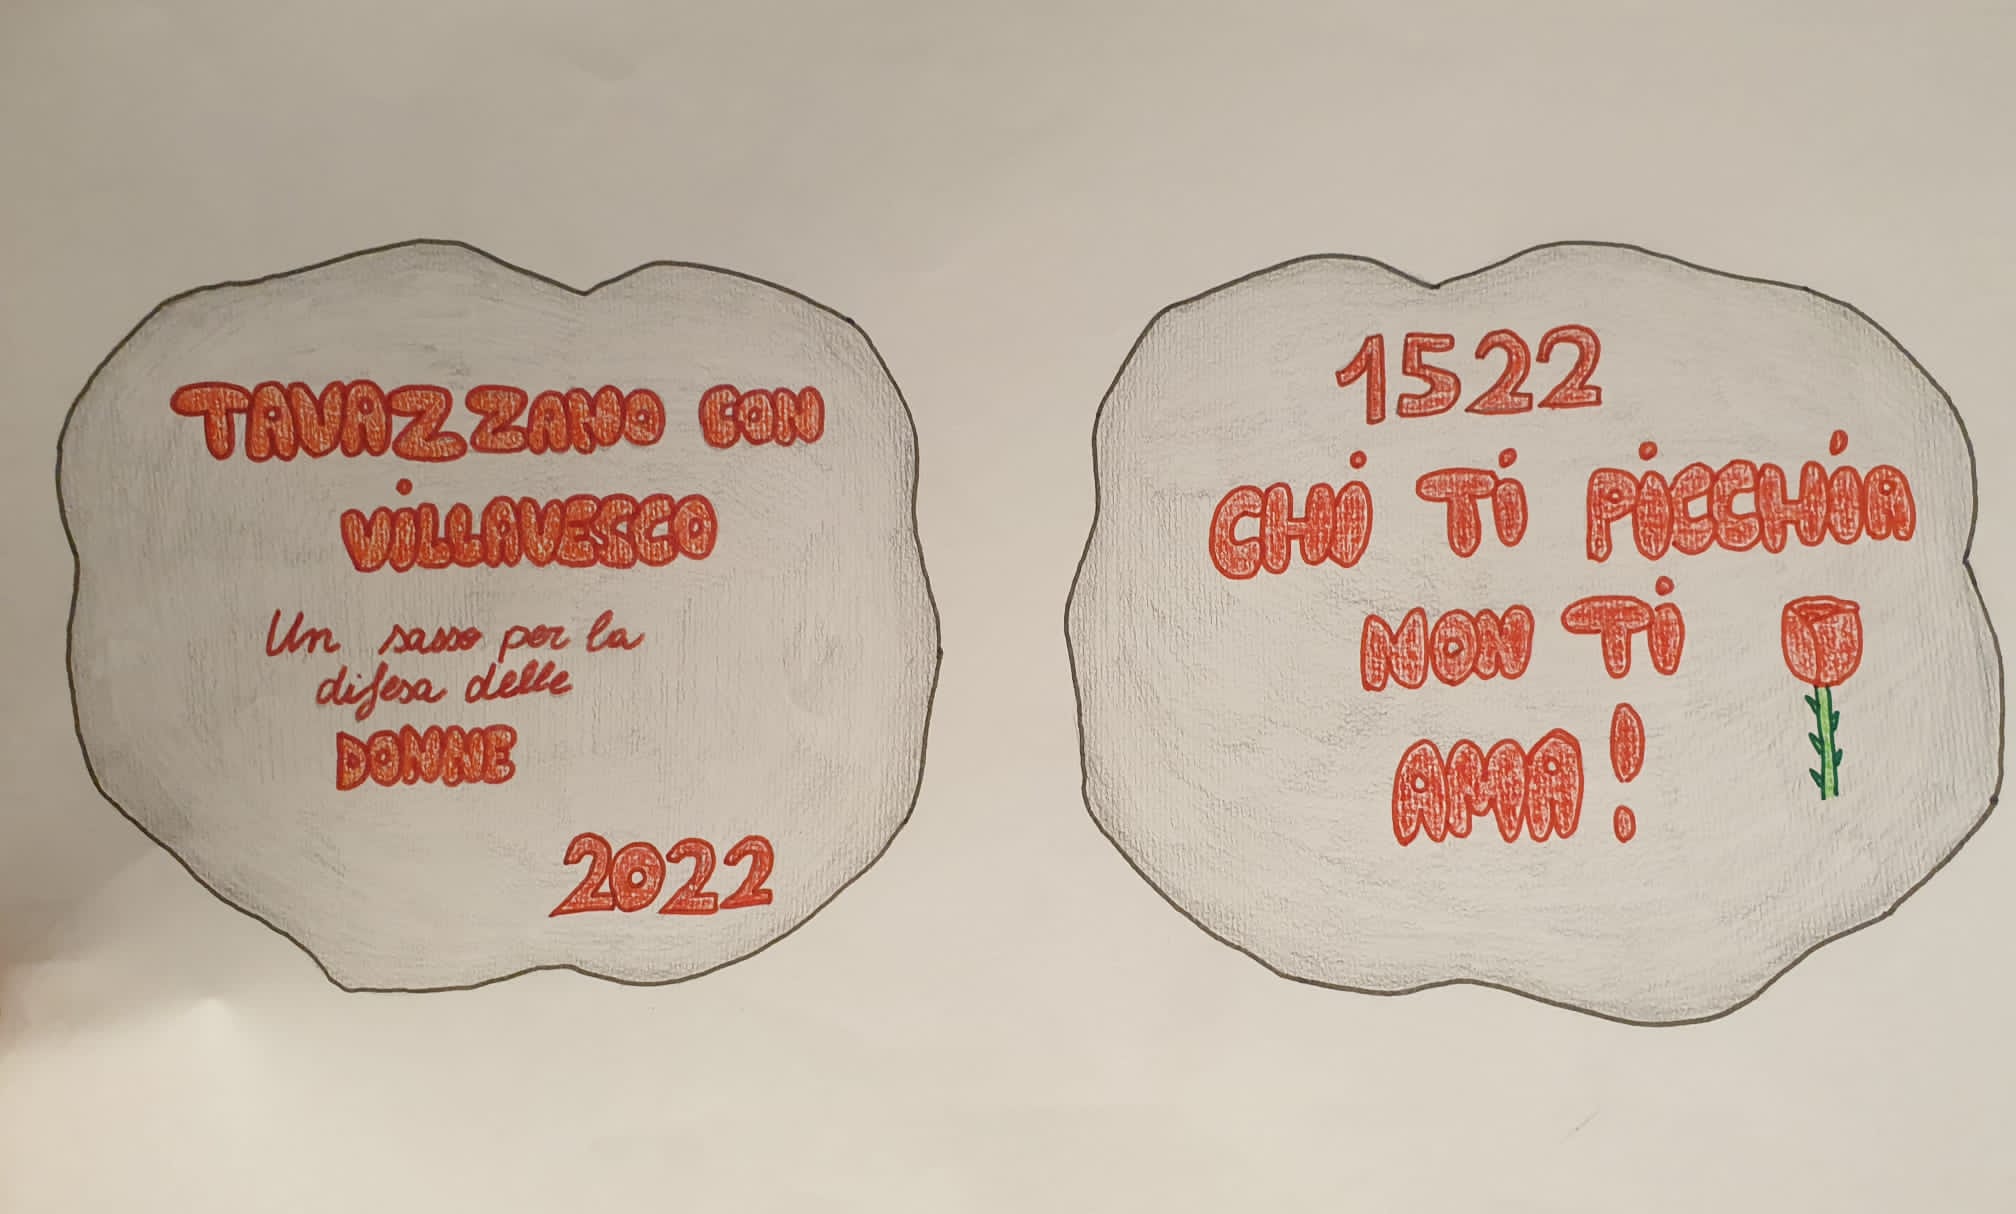 TAVAZZANO CON
VILLAVESCO
Un sasso per la
difesa delle
DONNE
2022
1522
CHI TI PICCHIA
NON TI
AMA!